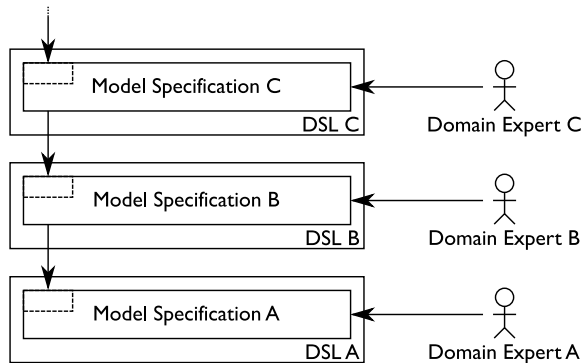 Model Specification C
DSL C
Domain Expert C
Model Specification B
DSL B
Domain Expert B
Model Specification A
DSL A
Domain Expert A